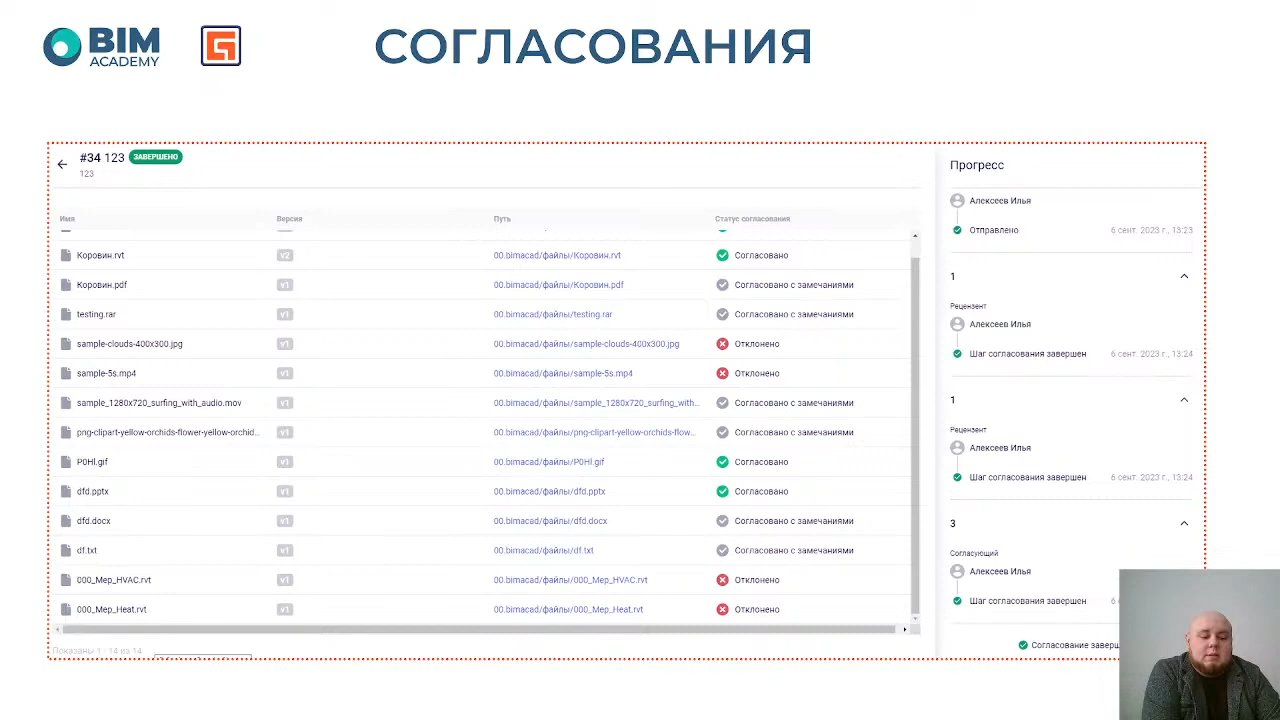 BIM
ACADEMY
СОГЛАСОВАНИЯ
#34 123 ЗАВЕРШЕНО
123
Имя Версия Путь Статус согласования
Коровин.rvt v2 00.bimacad/файлы/Коровин.rvt Согласовано
Коровин.pdf v1 00.bimacad/файлы/Коровин.pdf Согласовано с замечаниями
testing.rar v1 00.bimacad/файлы/testing.rar Согласовано с замечаниями
sample-clouds-400x300.jpg v1 00.bimacad/файлы/sample-clouds-400x300.jpg Отклонено
sample-5s.mp4 v1 00.bimacad/файлы/sample-5s.mp4 Отклонено
sample_1280x720_surfing_with_audio.mov v1 00.bimacad/файлы/sample_1280x720_surfing_with... Согласовано с замечаниями
png-clipart-yellow-orchids-flower-yellow-orchid... v1 00.bimacad/файлы/png-clipart-yellow-orchids-flow... Согласовано с замечаниями
P0Hl.gif v1 00.bimacad/файлы/P0Hl.gif Согласовано
dfd.pptx v1 00.bimacad/файлы/dfd.pptx Согласовано
dfd.docx v1 00.bimacad/файлы/dfd.docx Согласовано с замечаниями
df.txt v1 00.bimacad/файлы/df.txt Согласовано с замечаниями
000_Mep_HVAC.rvt v1 00.bimacad/файлы/000_Mep_HVAC.rvt Отклонено
000_Mep_Heat.rvt v1 00.bimacad/файлы/000_Mep_Heat.rvt Отклонено
Показаны 1 - 14 из 14
Прогресс
Алексеев Илья
Отправлено 6 сент. 2023 г., 13:23
1
Рецензент
Алексеев Илья
Шаг согласования завершен 6 сент. 2023 г., 13:24
1
Рецензент
Алексеев Илья
Шаг согласования завершен 6 сент. 2023 г., 13:24
3
Согласующий
Алексеев Илья
Шаг согласования завершен 6
Согласование заверш